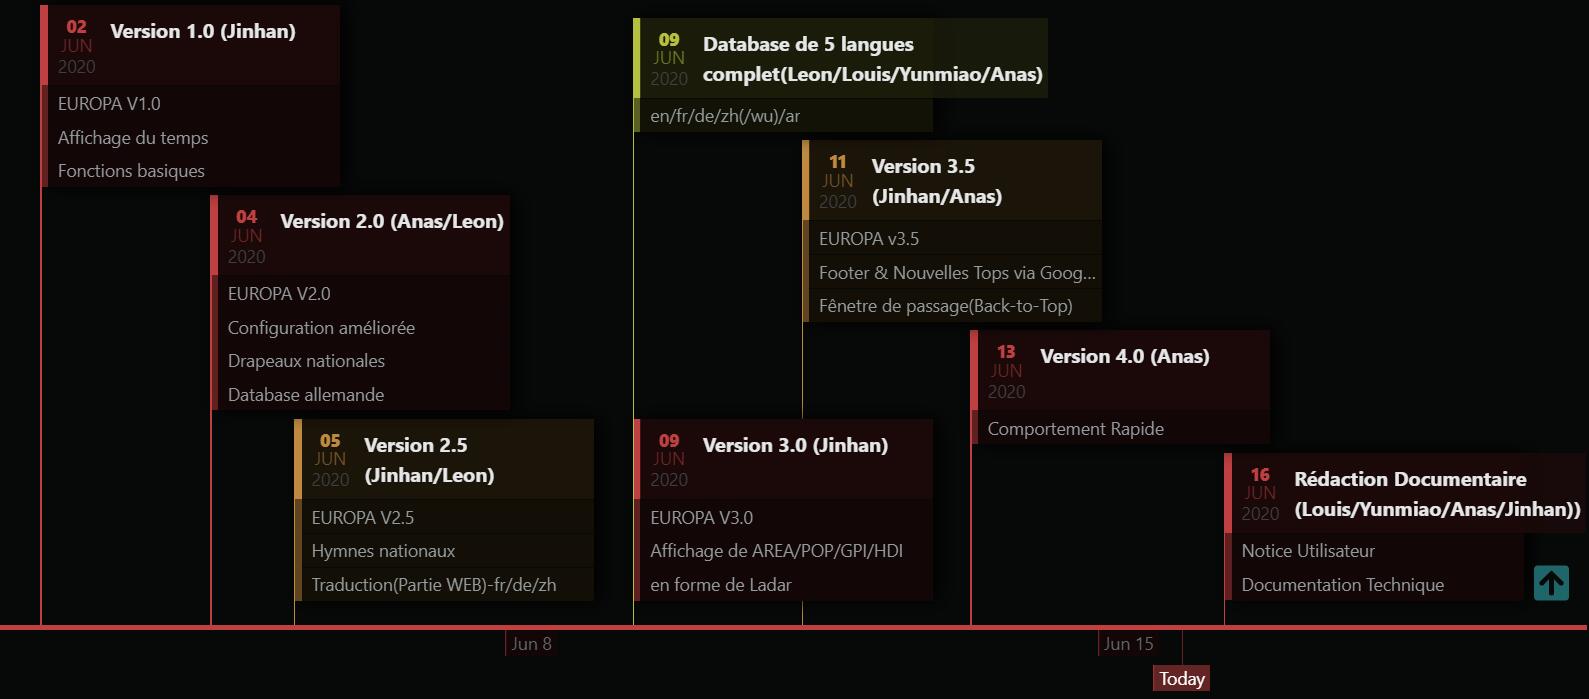 02
JUN
2020
Version 1.0 (Jinhan)
EUROPA V1.0
Affichage du temps
Fonctions basiques
04
JUN
2020
Version 2.0 (Anas/Leon)
EUROPA V2.0
Configuration améliorée
Drapeaux nationales
Database allemande
05
JUN
2020
Version 2.5
(Jinhan/Leon)
EUROPA V2.5
Hymnes nationaux
Traduction(Partie WEB)-fr/de/zh
09
JUN
2020
Database de 5 langues
complet(Leon/Louis/Yunmiao/Anas)
en/fr/de/zh(/wu)/ar
11
JUN
2020
Version 3.5
(Jinhan/Anas)
EUROPA v3.5
Footer & Nouvelles Tops via Goog...
Fênetre de passage(Back-to-Top)
09
JUN
2020
Version 3.0 (Jinhan)
EUROPA V3.0
Affichage de AREA/POP/GPI/HDI
en forme de Ladar
13
JUN
2020
Version 4.0 (Anas)
Comportement Rapide
16
JUN
2020
Rédaction Documentaire
(Louis/Yunmiao/Anas/Jinhan))
Notice Utilisateur
Documentation Technique
Jun 8
Jun 15
Today